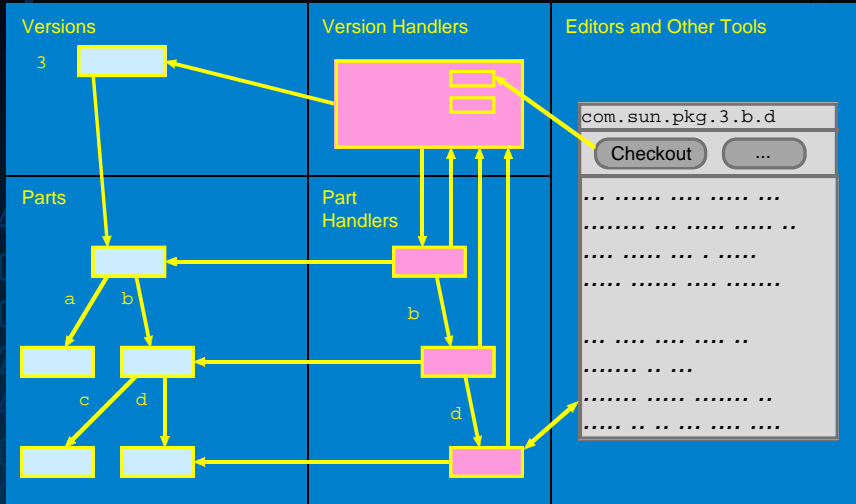 Versions
Version Handlers
Editors and Other Tools
3
com.sun.pkg.3.b.d
Checkout
...
Parts
Part
Handlers
... ...... .... ..... ...
........ ... ..... ..... ..
.... ..... ... . .....
..... ...... .... .......
a
b
b
... .... .... .... ..
....... .. ...
c
d
d
...... ..... ....... ..
..... .. .. ... .... ....